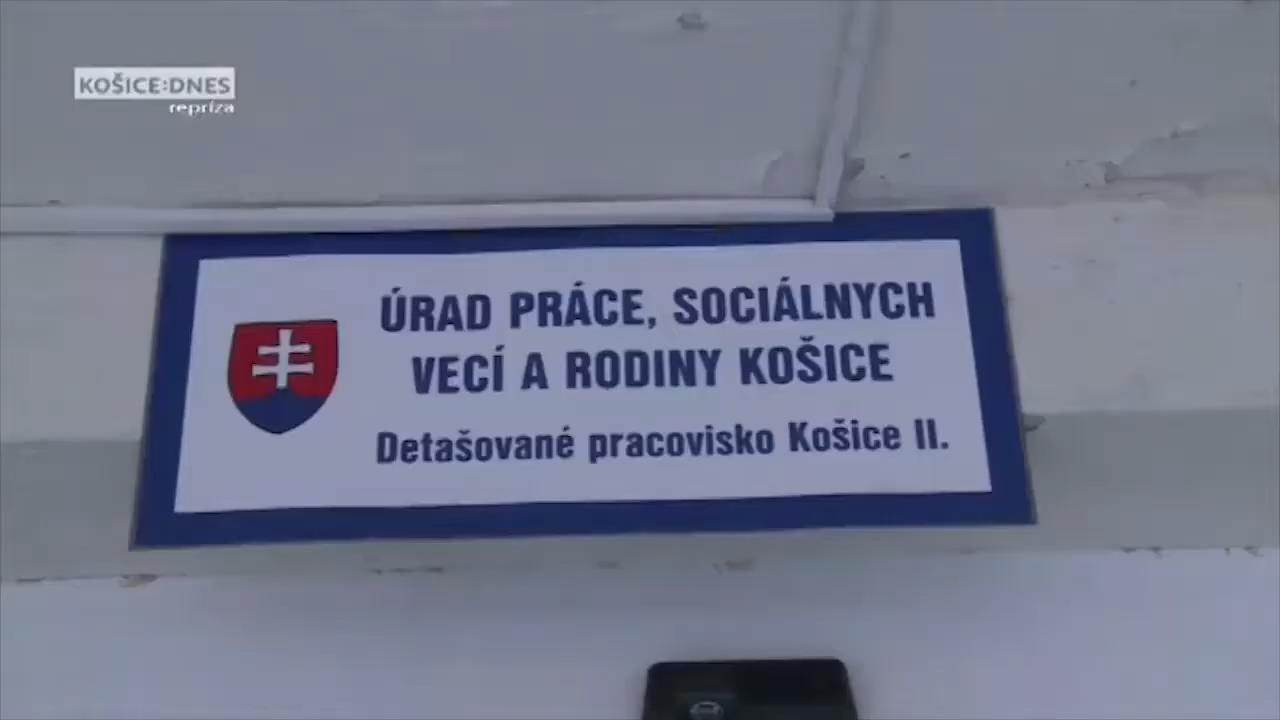 KOŠICE:DNES
repríza
ÚRAD PRÁCE, SOCIÁLNYCH
VECÍ A RODINY KOŠICE
Detašované pracovisko Košice II.